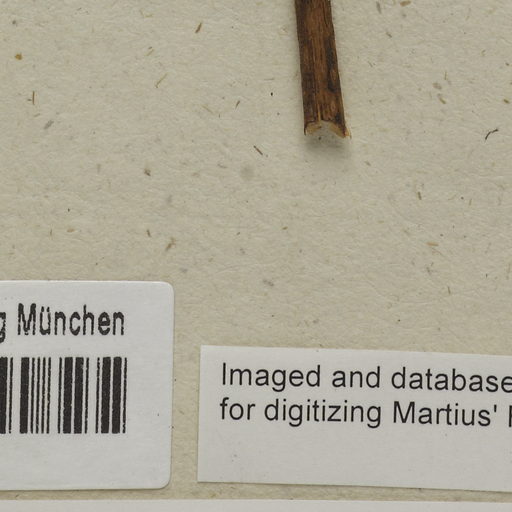 g München
Imaged and database
for digitizing Martius'